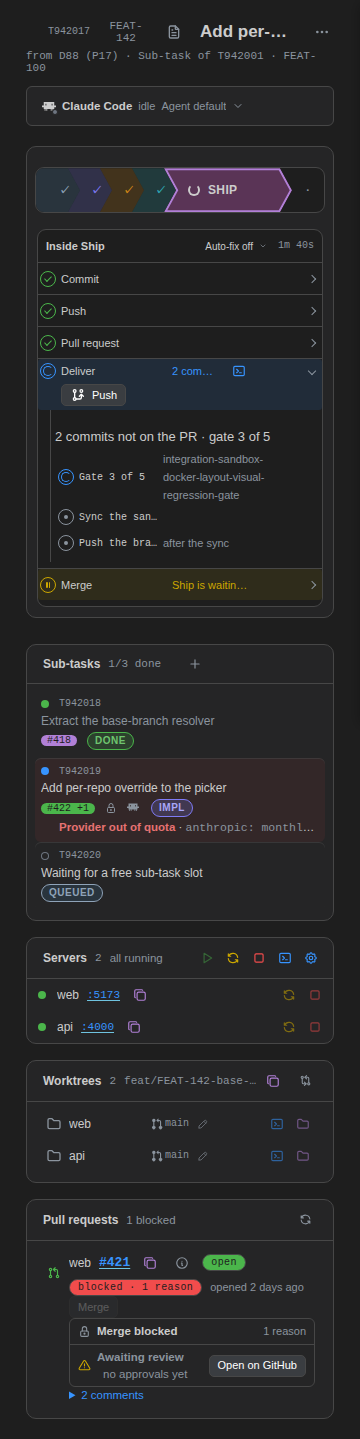 T942017 FEAT-142 Add per-… ···
from D88 (P17) · Sub-task of T942001 · FEAT-100
Claude Code idle Agent default
SHIP ·
Inside Ship Auto-fix off 1m 40s
Commit
Push
Pull request
Deliver 2 com…
Push
2 commits not on the PR · gate 3 of 5
Gate 3 of 5 integration-sandbox-
docker-layout-visual-
regression-gate
Sync the san…
Push the bra… after the sync
Merge Ship is waitin…
Sub-tasks 1/3 done
T942018
Extract the base-branch resolver
#418 DONE
T942019
Add per-repo override to the picker
#422 +1 IMPL
Provider out of quota · anthropic: monthl…
T942020
Waiting for a free sub-task slot
QUEUED
Servers 2 all running
web :5173
api :4000
Worktrees 2 feat/FEAT-142-base-…
web main
api main
Pull requests 1 blocked
web #421 open
blocked · 1 reason opened 2 days ago
Merge
Merge blocked 1 reason
Awaiting review
no approvals yet Open on GitHub
2 comments